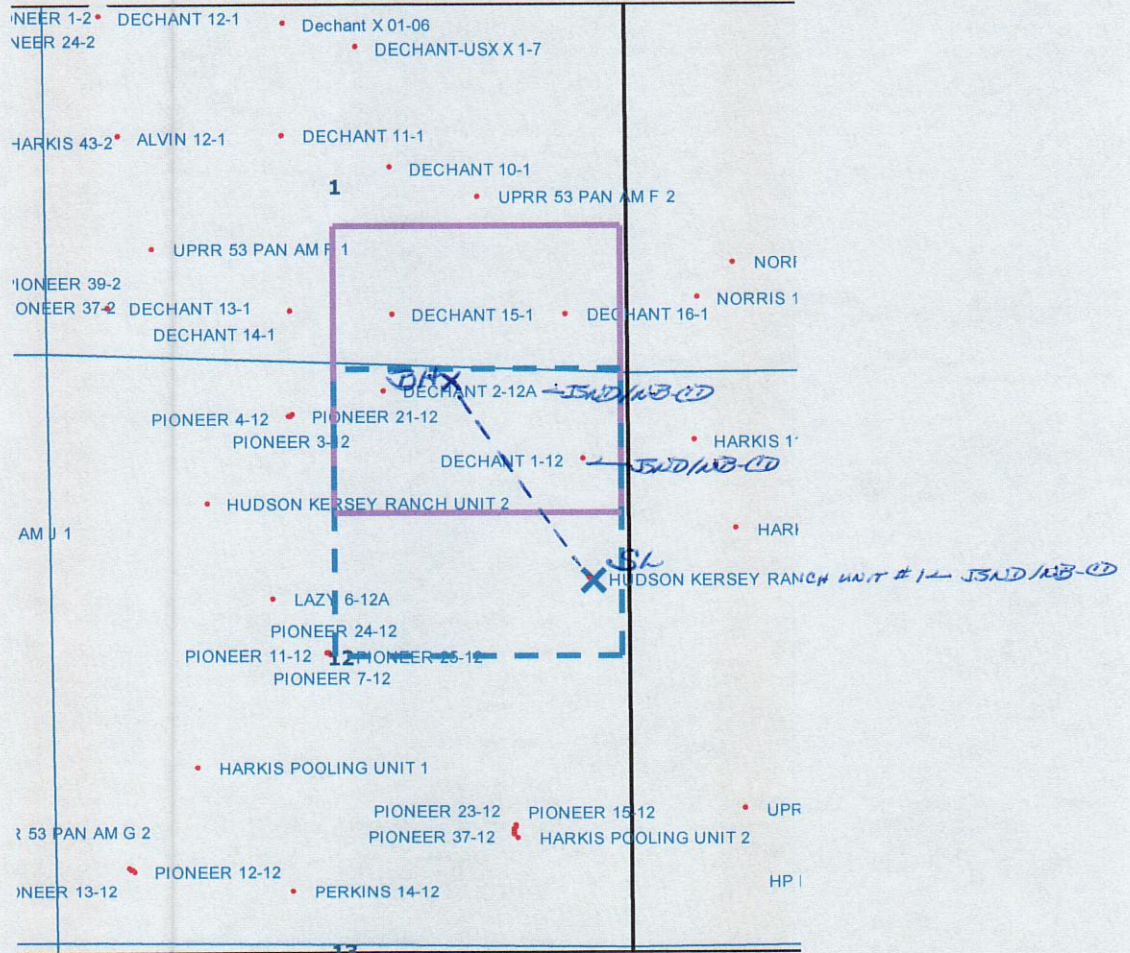 NEER 1-2 DECHANT 12-1
Dechant X 01-06
NEER 24-2
DECHANT-USX X 1-7
HARKIS 43-2 ALVIN 12-1 DECHANT 11-1
DECHANT 10-1
1
UPRR 53 PAN AM F 2
UPRR 53 PAN AM F 1
NORI
IONEER 39-2
NORRIS 1
ONEER 37-2 DECHANT 13-1 DECHANT 15-1 DECHANT 16-1
DECHANT 14-1
BHX
DECHANT 2-12A JSND/NB-CD
PIONEER 4-12 PIONEER 21-12
PIONEER 3-12 HARKIS 1
DECHANT 1-12 JSND/NB-CD
HUDSON KERSEY RANCH UNIT 2
AM J 1 HARI
SL
HUDSON KERSEY RANCH UNIT #1 JSND/NB-CD
LAZY 6-12A
PIONEER 24-12
PIONEER 11-12 12 PIONEER 25-12
PIONEER 7-12
HARKIS POOLING UNIT 1
PIONEER 23-12 PIONEER 15-12 UPR
R 53 PAN AM G 2 PIONEER 37-12 HARKIS POOLING UNIT 2
PIONEER 12-12
HP
ONEER 13-12 PERKINS 14-12
13